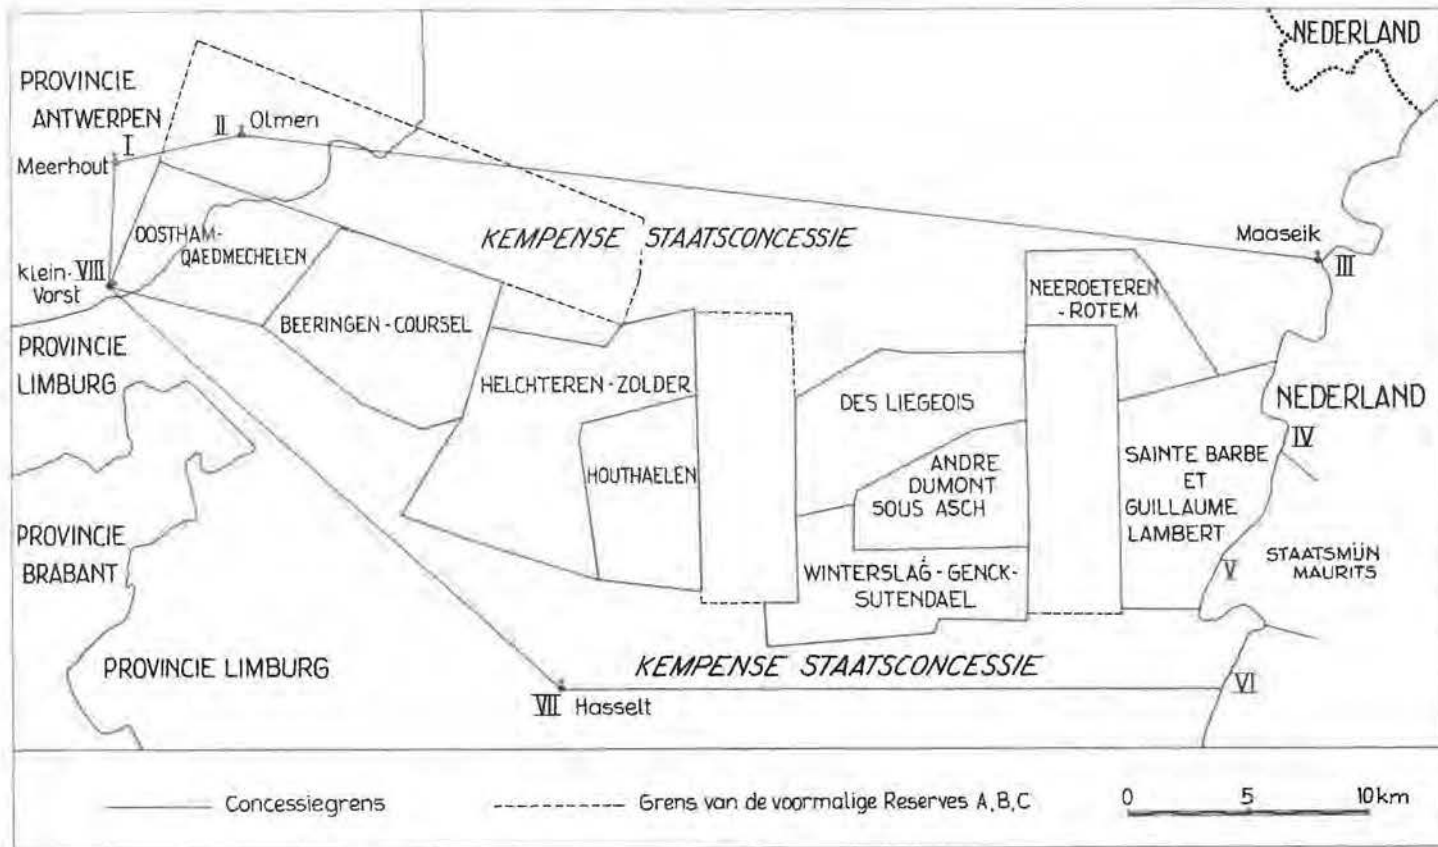 NEDERLAND
PROVINCIE
ANTWERPEN
I
II
Olmen
Meerhout
OOSTHAM-
QAEDMECHELEN
KEMPENSE STAATSCONCESSIE
Maaseik
III
Klein-
Vorst
VIII
NEEROETEREN
-ROTEM
BEERINGEN-COURSEL
PROVINCIE
LIMBURG
HELCHTEREN-ZOLDER
DES LIEGEOIS
NEDERLAND
IV
HOUTHAELEN
ANDRE
DUMONT
SOUS ASCH
SAINTE BARBE
ET
GUILLAUME
LAMBERT
PROVINCIE
BRABANT
WINTERSLAG-GENCK-
SUTENDAEL
V
STAATSMIJN
MAURITS
PROVINCIE LIMBURG
KEMPENSE STAATSCONCESSIE
VI
VII
Hasselt
Concessiegrens
Grens van de voormalige Reserves A,B,C
0 5 10 km